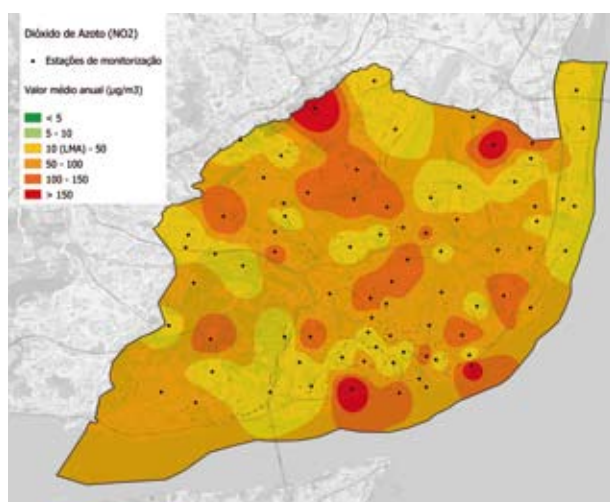 Dióxido de Azoto (NO2)
Estações de monitorização
Valor médio anual (µg/m3)
< 5
5 - 10
10 (LMA) - 50
50 - 100
100 - 150
> 150